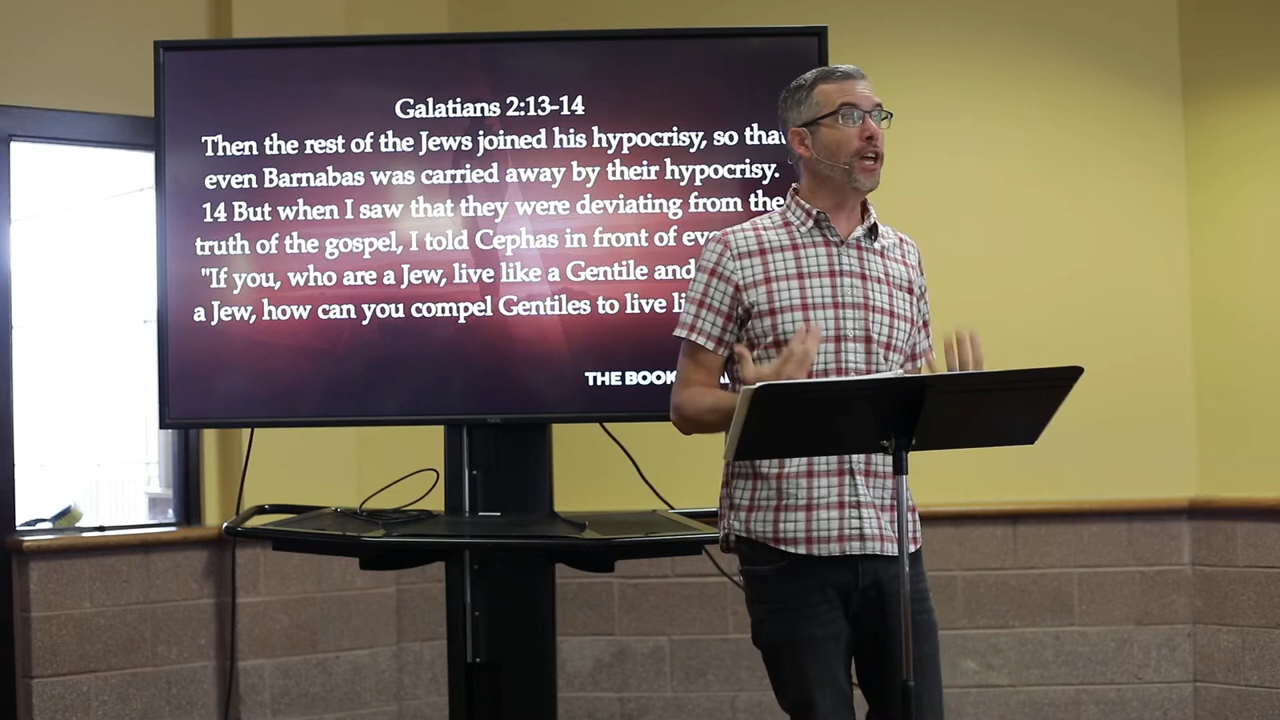 Galatians 2:13-14
Then the rest of the Jews joined his hypocrisy, so that
even Barnabas was carried away by their hypocrisy.
14 But when I saw that they were deviating from the
truth of the gospel, I told Cephas in front of
"If you, who are a Jew, live like a Gentile and
a Jew, how can you compel Gentiles to live
THE BOOK